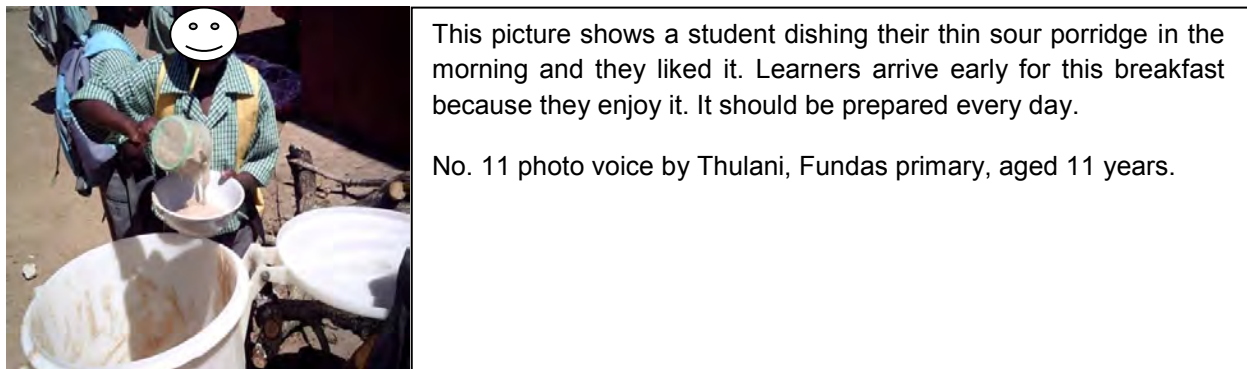 This picture shows a student dishing their thin sour porridge in the
morning and they liked it. Learners arrive early for this breakfast
because they enjoy it. It should be prepared every day.
No. 11 photo voice by Thulani, Fundas primary, aged 11 years.